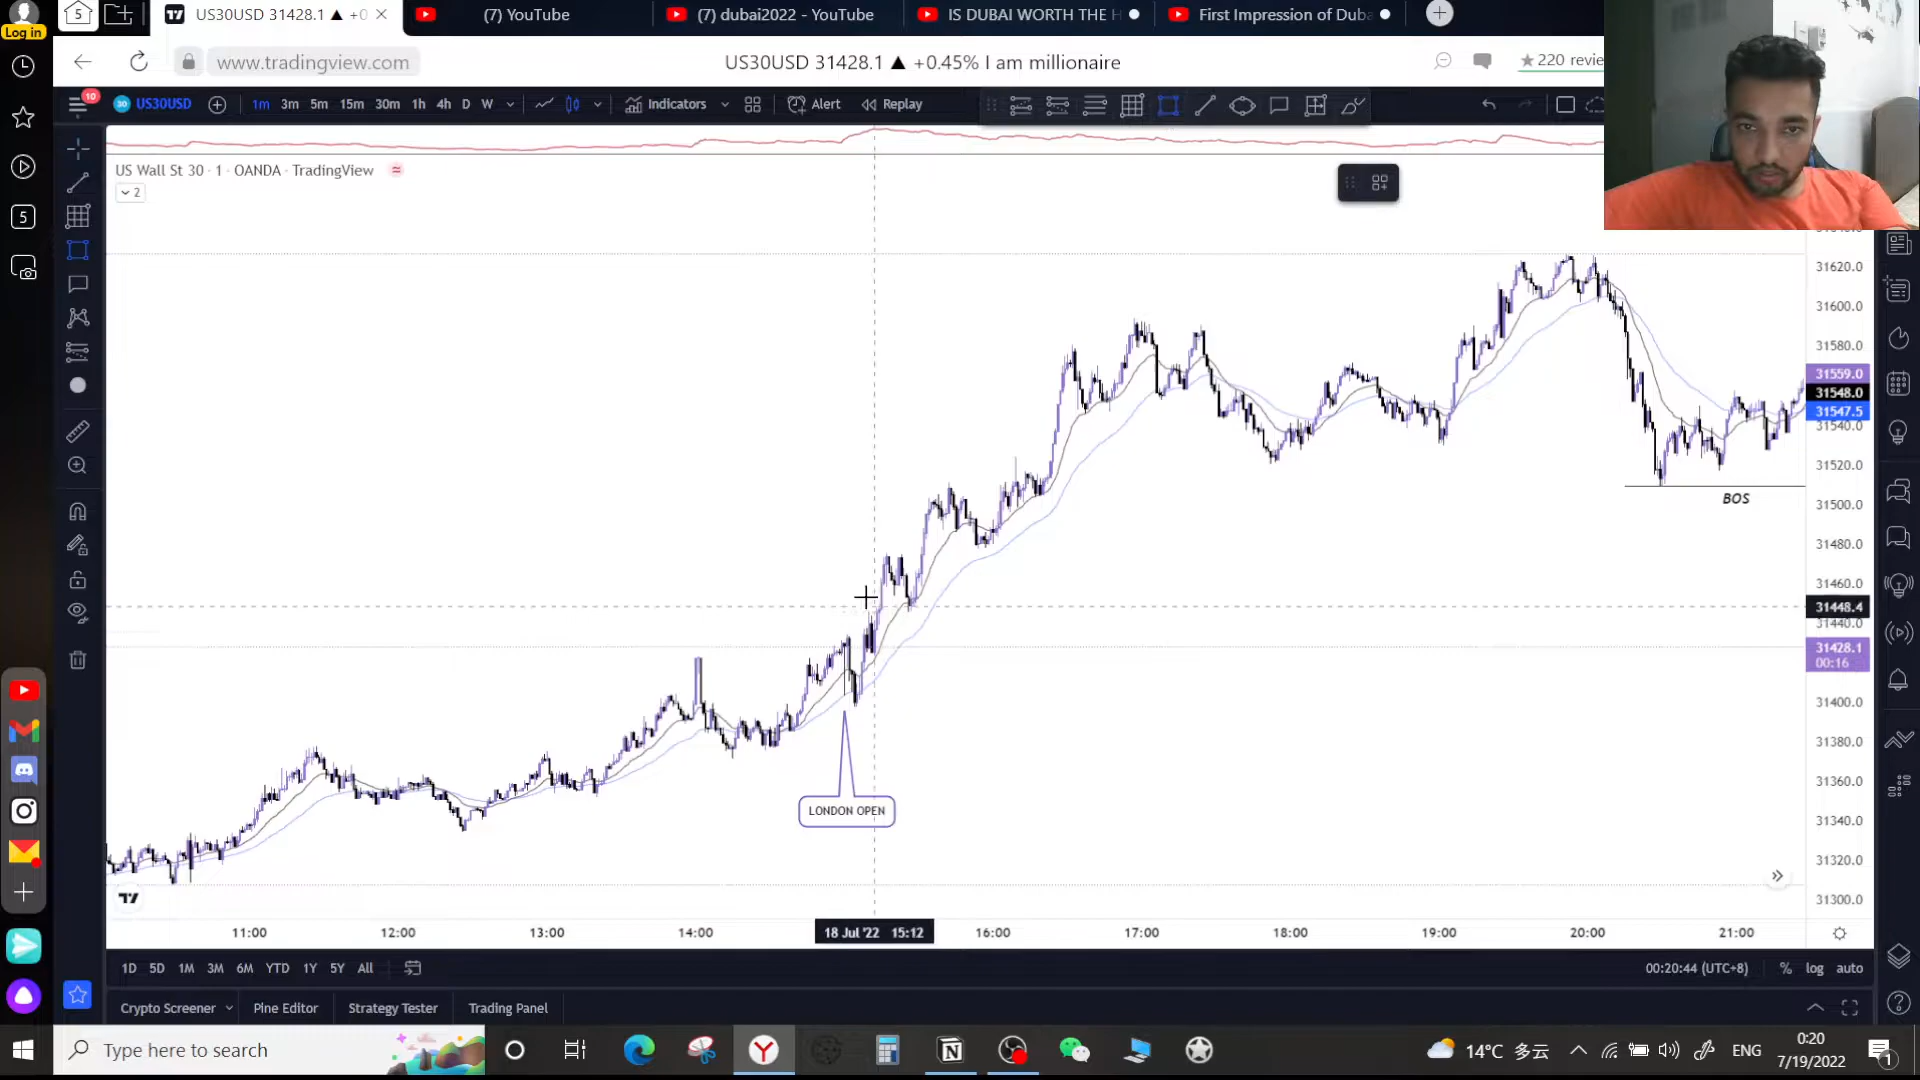 Log in
5
US30USD 31428.1 ▲ +0
(7) YouTube
(7) dubai2022 - YouTube
IS DUBAI WORTH THE H
First Impression of Duba
www.tradingview.com
US30USD 31428.1 ▲ +0.45% I am millionaire
★220 revie
10
30
US30USD
1m 3m 5m 15m 30m 1h 4h D W
Indicators
Alert
Replay
US Wall St 30 · 1 · OANDA · TradingView
2
5
31620.0
31600.0
31580.0
31559.0
31548.0
31547.5
31540.0
31520.0
31500.0
31480.0
31460.0
31448.4
31440.0
31428.1
00:16
31400.0
31380.0
31360.0
31340.0
31320.0
31300.0
BOS
LONDON OPEN
11:00 12:00 13:00 14:00 18 Jul '22 15:12 16:00 17:00 18:00 19:00 20:00 21:00
1D 5D 1M 3M 6M YTD 1Y 5Y All
00:20:44 (UTC+8) % log auto
Crypto Screener Pine Editor Strategy Tester Trading Panel
Type here to search
14°C 多云
ENG
0:20
7/19/2022
1